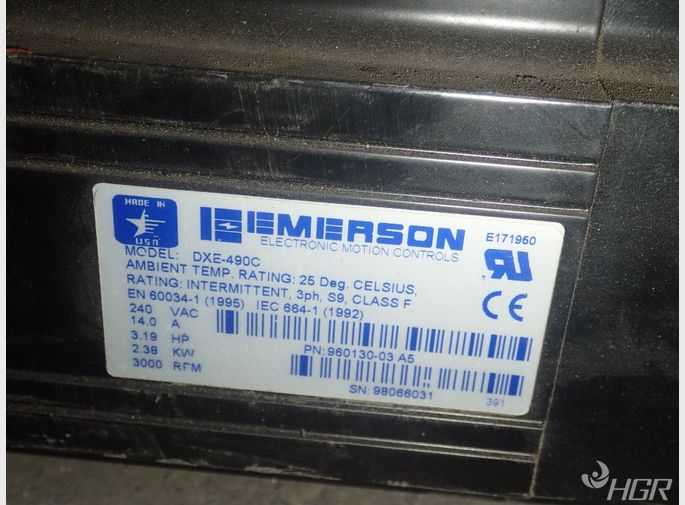 MADE IN
USA
EMERSON
ELECTRONIC MOTION CONTROLS
E171960
MODEL: DXE-490C
AMBIENT TEMP. RATING: 25 Deg. CELSIUS,
RATING: INTERMITTENT, 3ph, S9, CLASS F
EN 60034-1 (1995) IEC 664-1 (1992)
240 VAC
14.0 A
3.19 HP
2.38 KW
3000 RPM
PN: 960130-03 A5
SN: 98066031
391
RU
CE
HGR